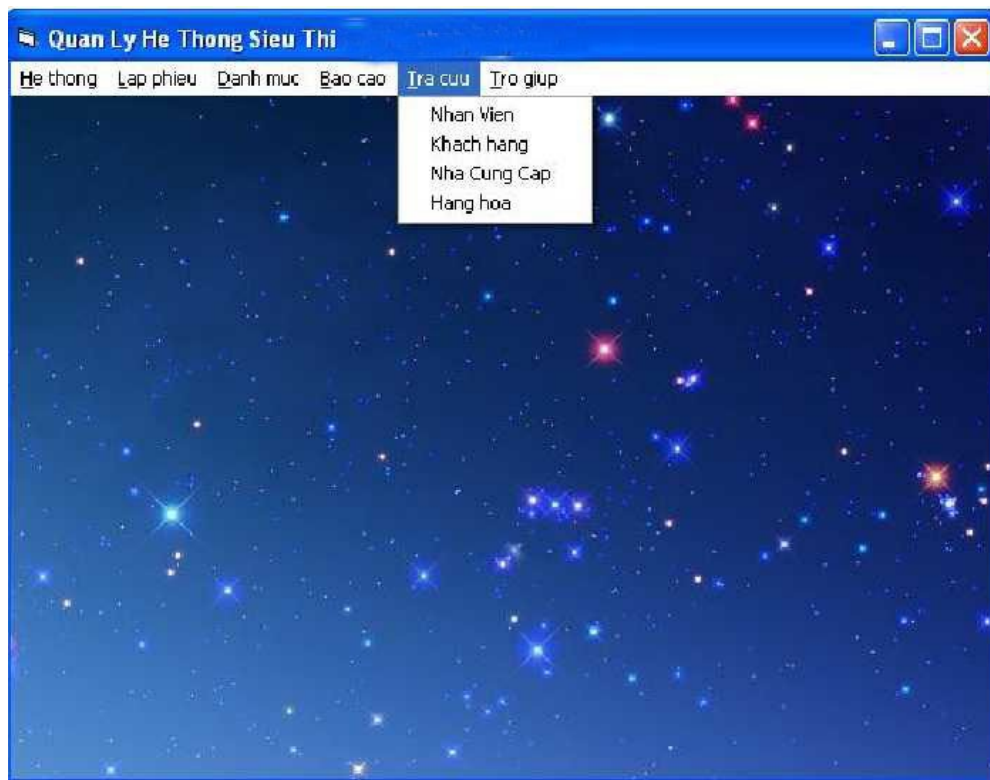 Quan Ly He Thong Sieu Thi
He thong Lap phieu Danh muc Bao cao Tra cuu Tro giup
Nhan Vien
Khach hang
Nha Cung Cap
Hang hoa